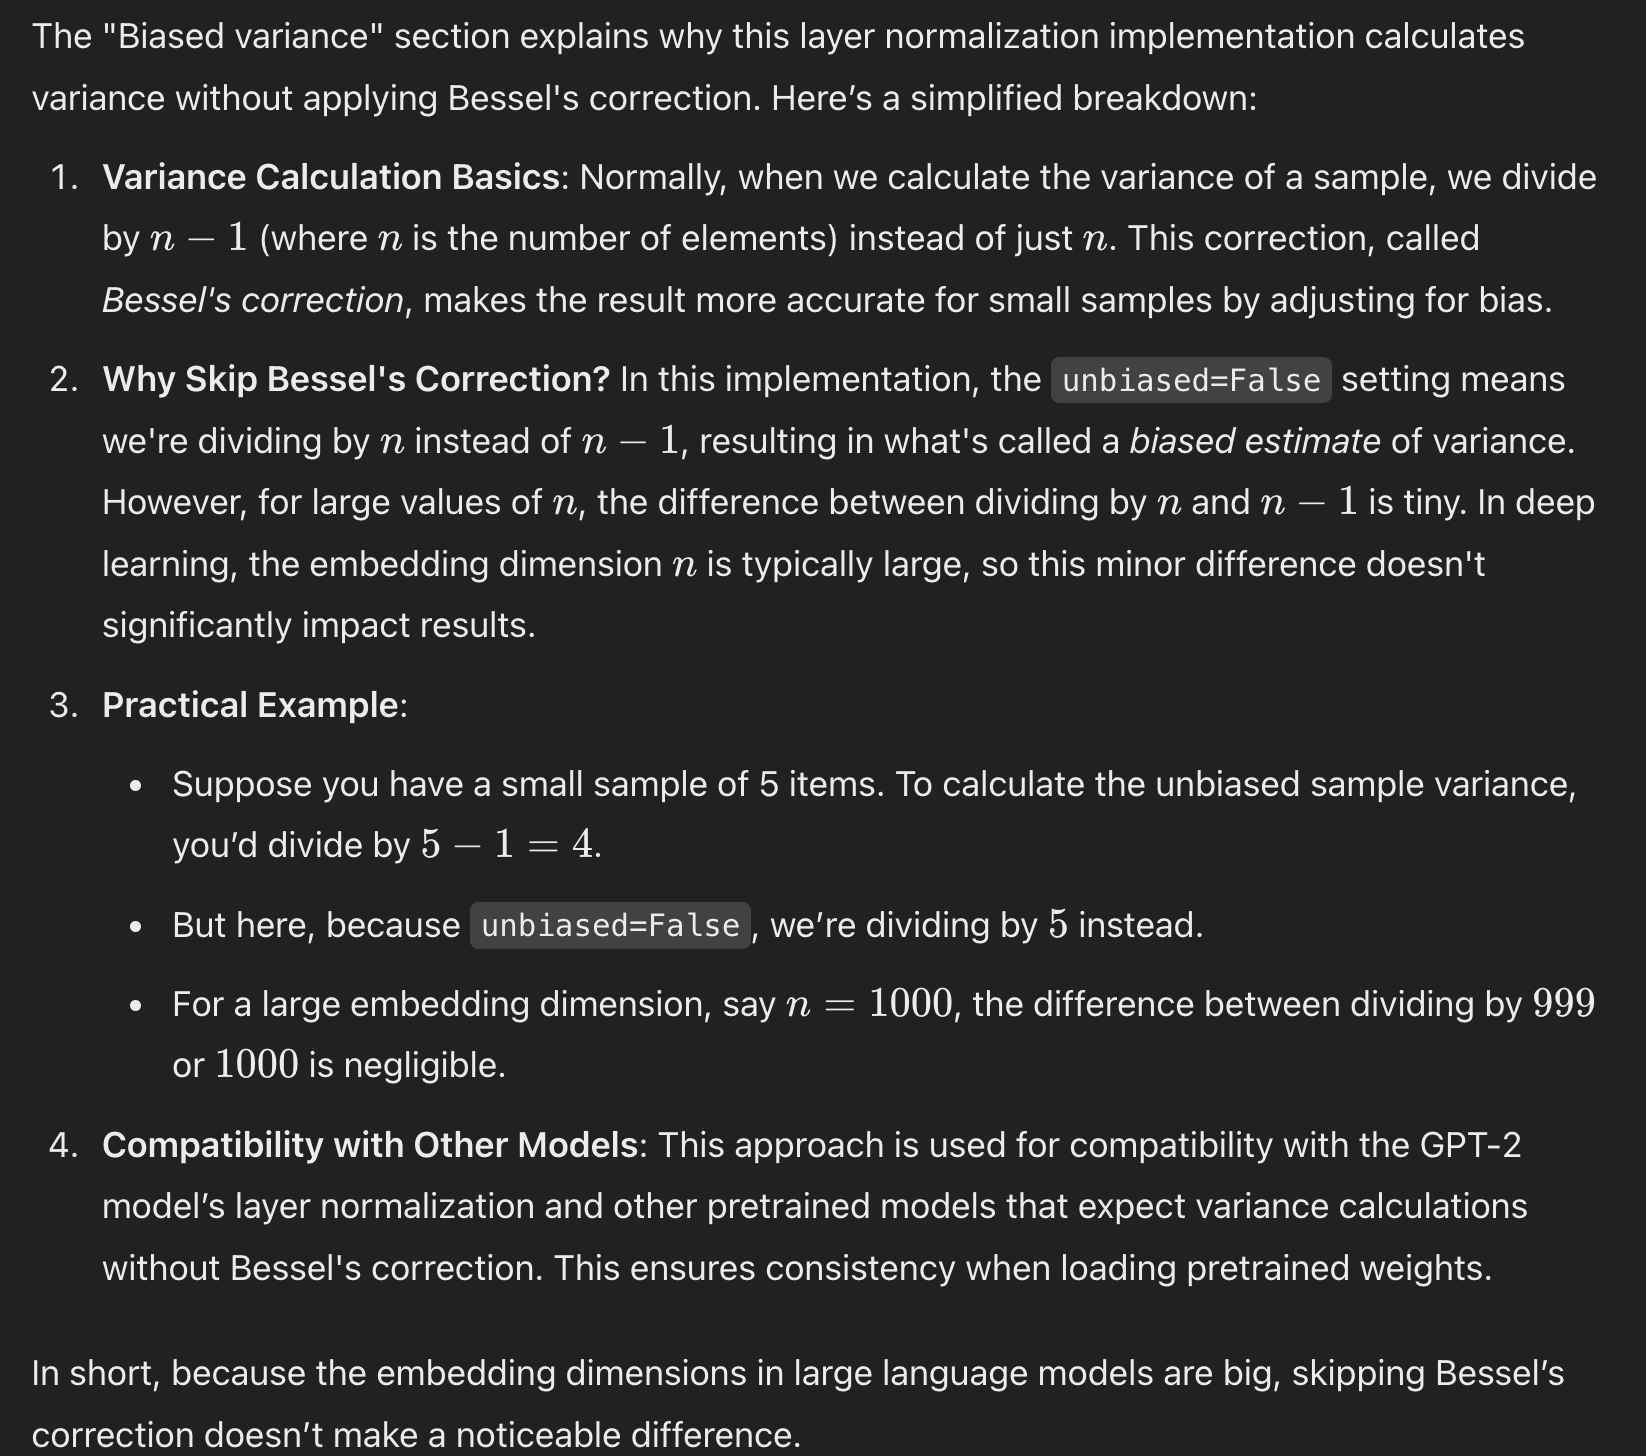 The "Biased variance" section explains why this layer normalization implementation calculates
variance without applying Bessel's correction. Here’s a simplified breakdown:
1. Variance Calculation Basics: Normally, when we calculate the variance of a sample, we divide
by n − 1 (where n is the number of elements) instead of just n. This correction, called
Bessel's correction, makes the result more accurate for small samples by adjusting for bias.
2. Why Skip Bessel's Correction? In this implementation, the unbiased=False setting means
we're dividing by n instead of n − 1, resulting in what's called a biased estimate of variance.
However, for large values of n, the difference between dividing by n and n − 1 is tiny. In deep
learning, the embedding dimension n is typically large, so this minor difference doesn't
significantly impact results.
3. Practical Example:
• Suppose you have a small sample of 5 items. To calculate the unbiased sample variance,
you’d divide by 5 − 1 = 4.
• But here, because unbiased=False, we’re dividing by 5 instead.
• For a large embedding dimension, say n = 1000, the difference between dividing by 999
or 1000 is negligible.
4. Compatibility with Other Models: This approach is used for compatibility with the GPT-2
model’s layer normalization and other pretrained models that expect variance calculations
without Bessel's correction. This ensures consistency when loading pretrained weights.
In short, because the embedding dimensions in large language models are big, skipping Bessel’s
correction doesn’t make a noticeable difference.